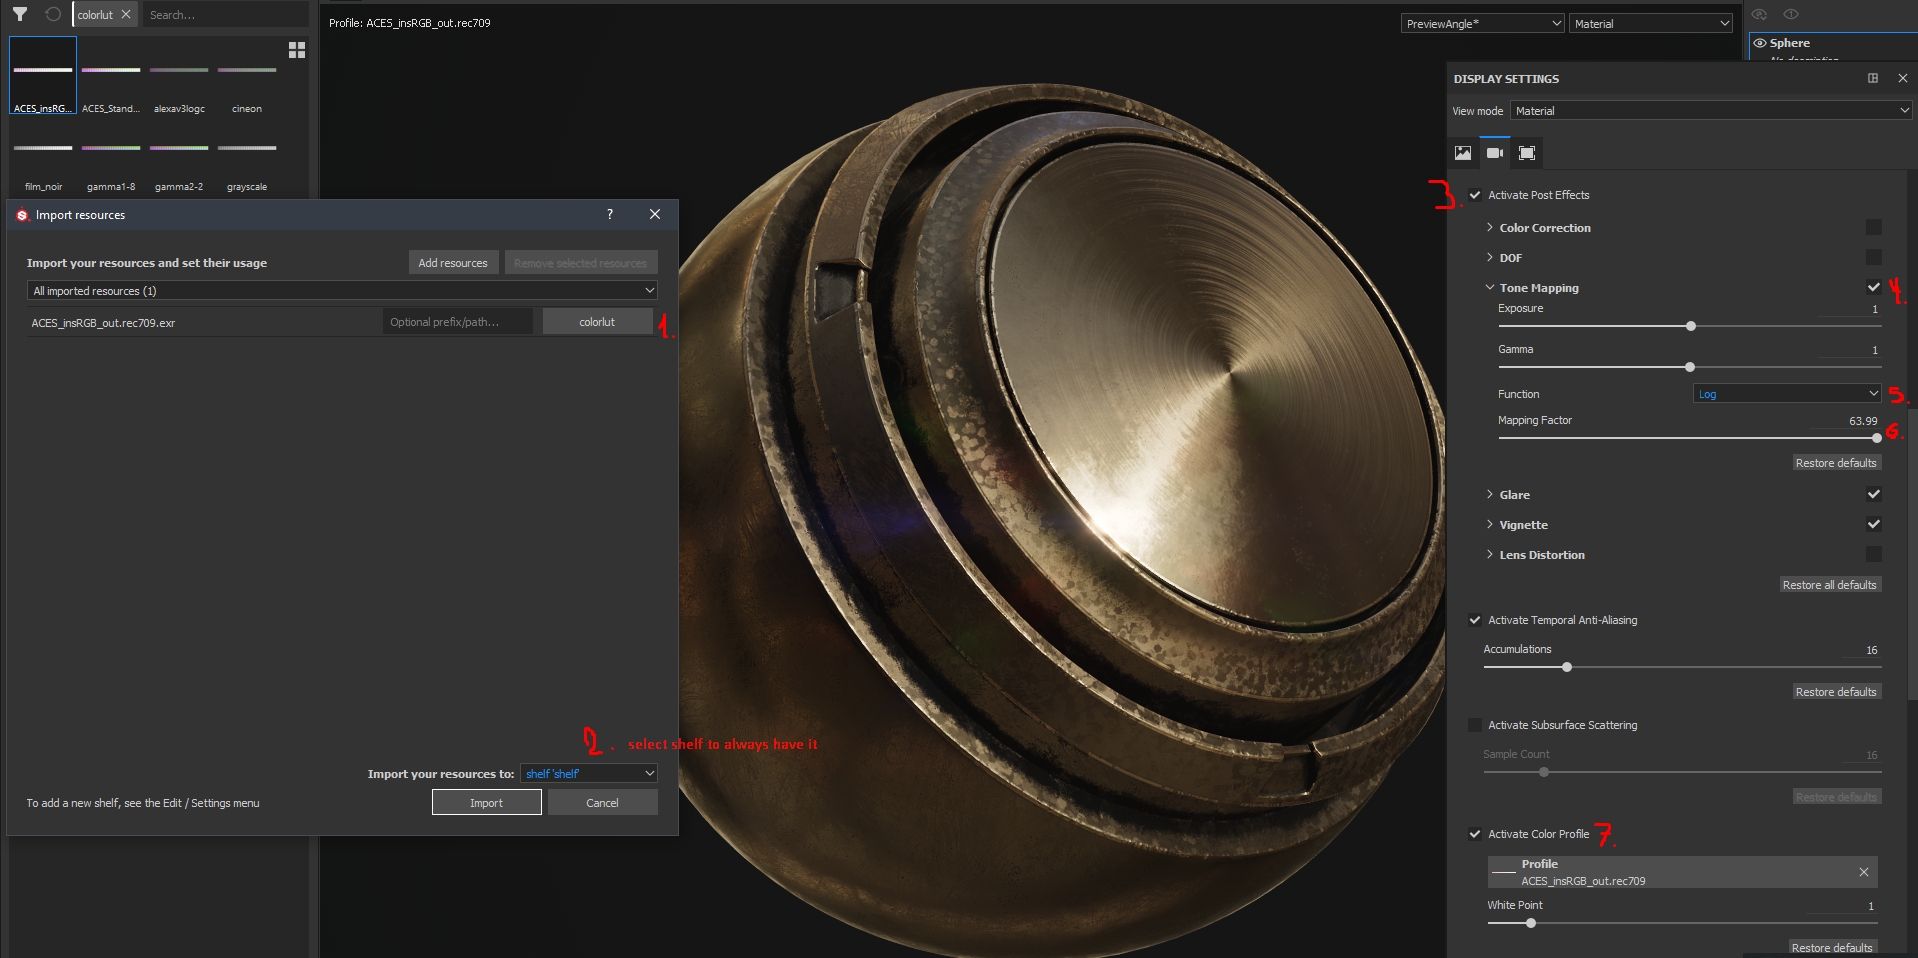 colorlut
Search...
ACES_insRG...
ACES_Stand...
alexav3logc
cineon
film_noir
gamma1-8
gamma2-2
grayscale
Import resources
?
Import your resources and set their usage
Add resources
Remove selected resources
All imported resources (1)
ACES_insRGB_out.rec709.exr
Optional prefix/path...
colorlut
1.
2. select shelf to always have it
Import your resources to:
shelf 'shelf'
To add a new shelf, see the Edit / Settings menu
Import
Cancel
Profile: ACES_insRGB_out.rec709
PreviewAngle*
Material
Sphere
No description
DISPLAY SETTINGS
View mode
Material
3.
Activate Post Effects
Color Correction
DOF
Tone Mapping
4.
Exposure
1
Gamma
1
Function
Log
5.
Mapping Factor
63.99
6.
Restore defaults
Glare
Vignette
Lens Distortion
Restore all defaults
Activate Temporal Anti-Aliasing
Accumulations
16
Restore defaults
Activate Subsurface Scattering
Sample Count
16
Restore defaults
Activate Color Profile
7.
Profile
ACES_insRGB_out.rec709
White Point
1
Restore defaults